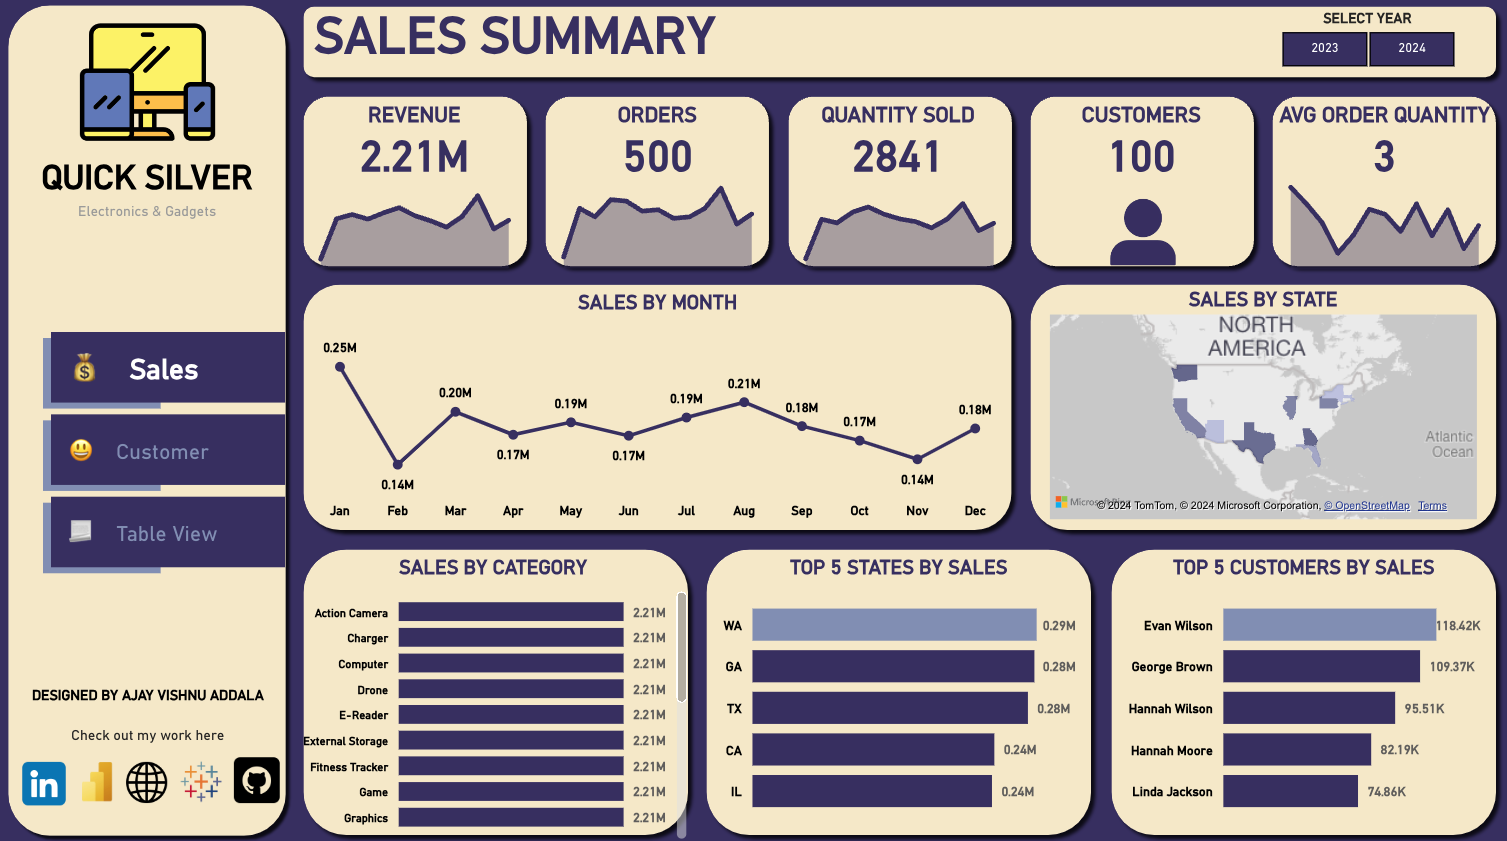 QUICK SILVER
Electronics & Gadgets
Sales
Customer
Table View
DESIGNED BY AJAY VISHNU ADDALA
Check out my work here
in
SALES SUMMARY
SELECT YEAR
2023
2024
REVENUE
2.21M
ORDERS
500
QUANTITY SOLD
2841
CUSTOMERS
100
AVG ORDER QUANTITY
3
SALES BY MONTH
0.25M
0.14M
0.20M
0.17M
0.19M
0.17M
0.19M
0.21M
0.18M
0.17M
0.14M
0.18M
Jan Feb Mar Apr May Jun Jul Aug Sep Oct Nov Dec
SALES BY STATE
NORTH
AMERICA
Atlantic
Ocean
Microsoft Bing
© 2024 TomTom, © 2024 Microsoft Corporation, © OpenStreetMap Terms
SALES BY CATEGORY
Action Camera 2.21M
Charger 2.21M
Computer 2.21M
Drone 2.21M
E-Reader 2.21M
External Storage 2.21M
Fitness Tracker 2.21M
Game 2.21M
Graphics 2.21M
TOP 5 STATES BY SALES
WA 0.29M
GA 0.28M
TX 0.28M
CA 0.24M
IL 0.24M
TOP 5 CUSTOMERS BY SALES
Evan Wilson 118.42K
George Brown 109.37K
Hannah Wilson 95.51K
Hannah Moore 82.19K
Linda Jackson 74.86K